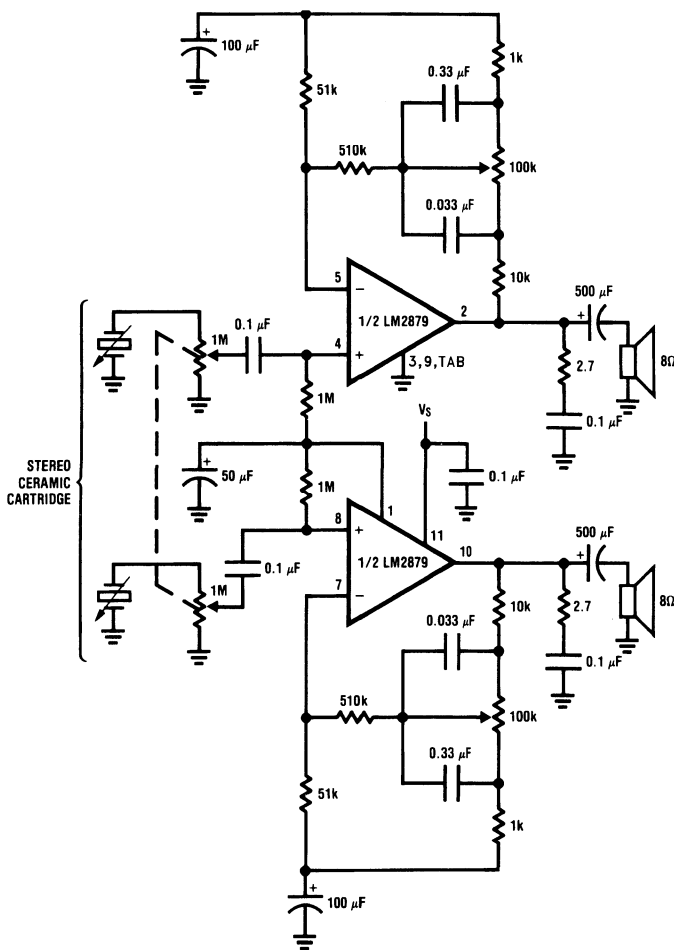 +
100 μF
1k
0.33 μF
51k
510k
100k
0.033 μF
10k
5
−
500 μF
+
2
1/2 LM2879
1M
0.1 μF
4
+
3,9,TAB
8Ω
2.7
1M
VS
0.1 μF
+
50 μF
STEREO
CERAMIC
CARTRIDGE
1M
0.1 μF
1
11
8
+
10
500 μF
+
1/2 LM2879
0.1 μF
7
−
1M
10k
2.7
8Ω
0.033 μF
0.1 μF
510k
100k
0.33 μF
51k
1k
+
100 μF